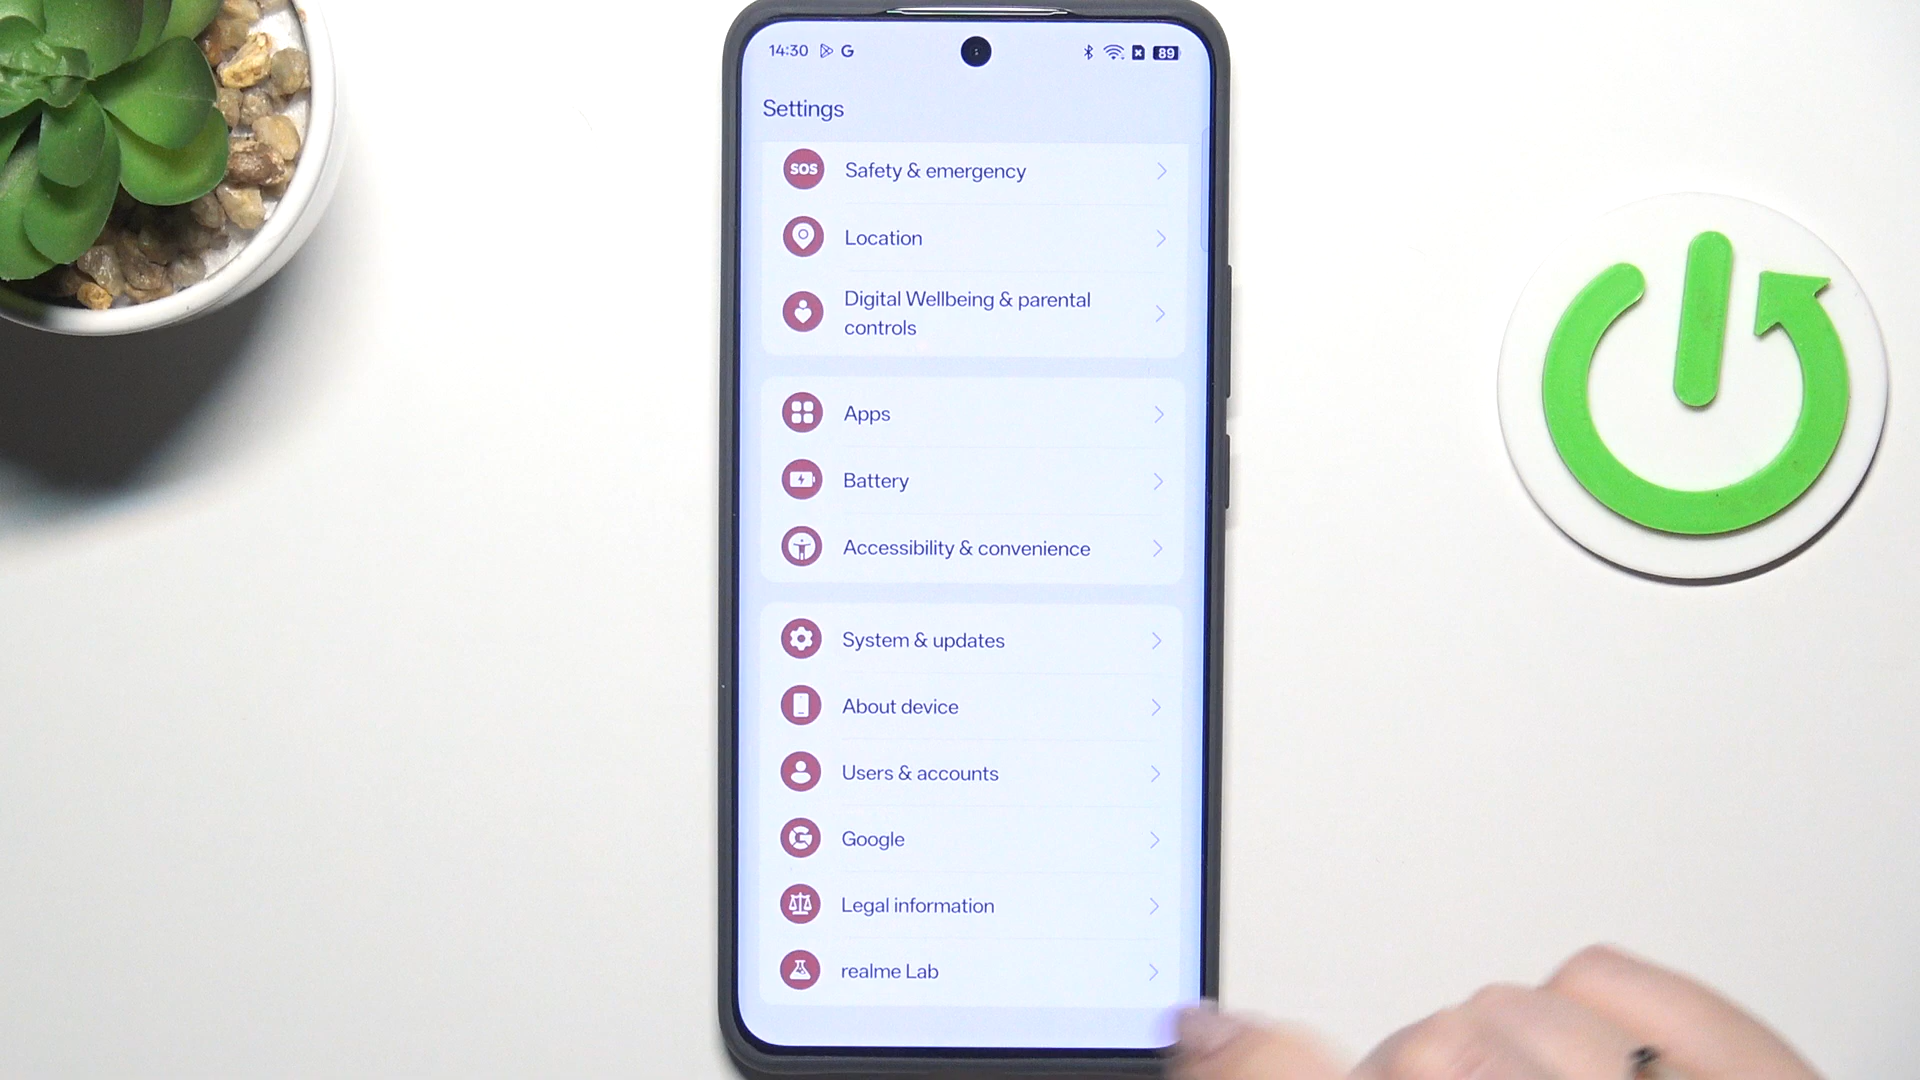 14:30 G 89
Settings
SOS Safety & emergency
Location
Digital Wellbeing & parental
controls
Apps
Battery
Accessibility & convenience
System & updates
About device
Users & accounts
Google
Legal information
realme Lab